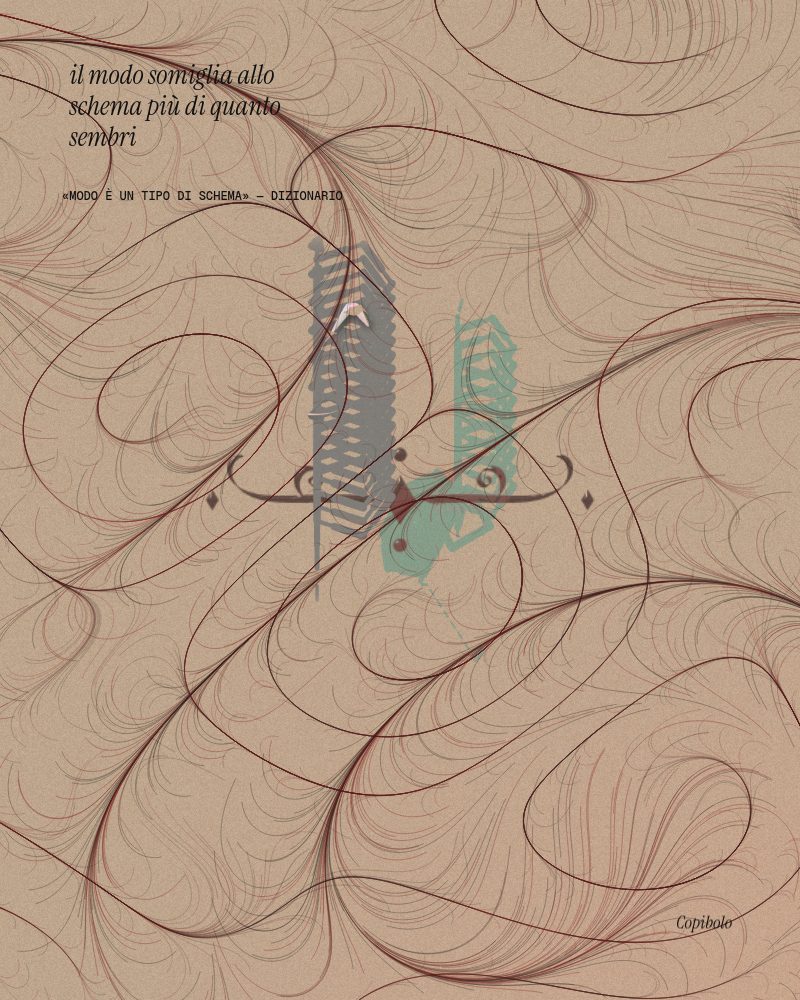 il modo somiglia allo
schema più di quanto
sembri
«MODO È UN TIPO DI SCHEMA» — DIZIONARIO
Copibolo